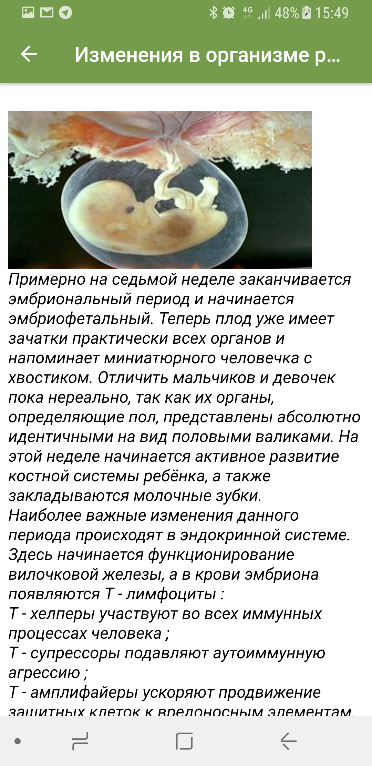 4G 48% 15:49
Изменения в организме р...
Примерно на седьмой неделе заканчивается
эмбриональный период и начинается
эмбриофетальный. Теперь плод уже имеет
зачатки практически всех органов и
напоминает миниатюрного человечка с
хвостиком. Отличить мальчиков и девочек
пока нереально, так как их органы,
определяющие пол, представлены абсолютно
идентичными на вид половыми валиками. На
этой неделе начинается активное развитие
костной системы ребёнка, а также
закладываются молочные зубки.
Наиболее важные изменения данного
периода происходят в эндокринной системе.
Здесь начинается функционирование
вилочковой железы, а в крови эмбриона
появляются Т - лимфоциты :
Т - хелперы участвуют во всех иммунных
процессах человека ;
Т - супрессоры подавляют аутоиммунную
агрессию ;
Т - амплифайеры ускоряют продвижение
защитных клеток к вредоносным элементам